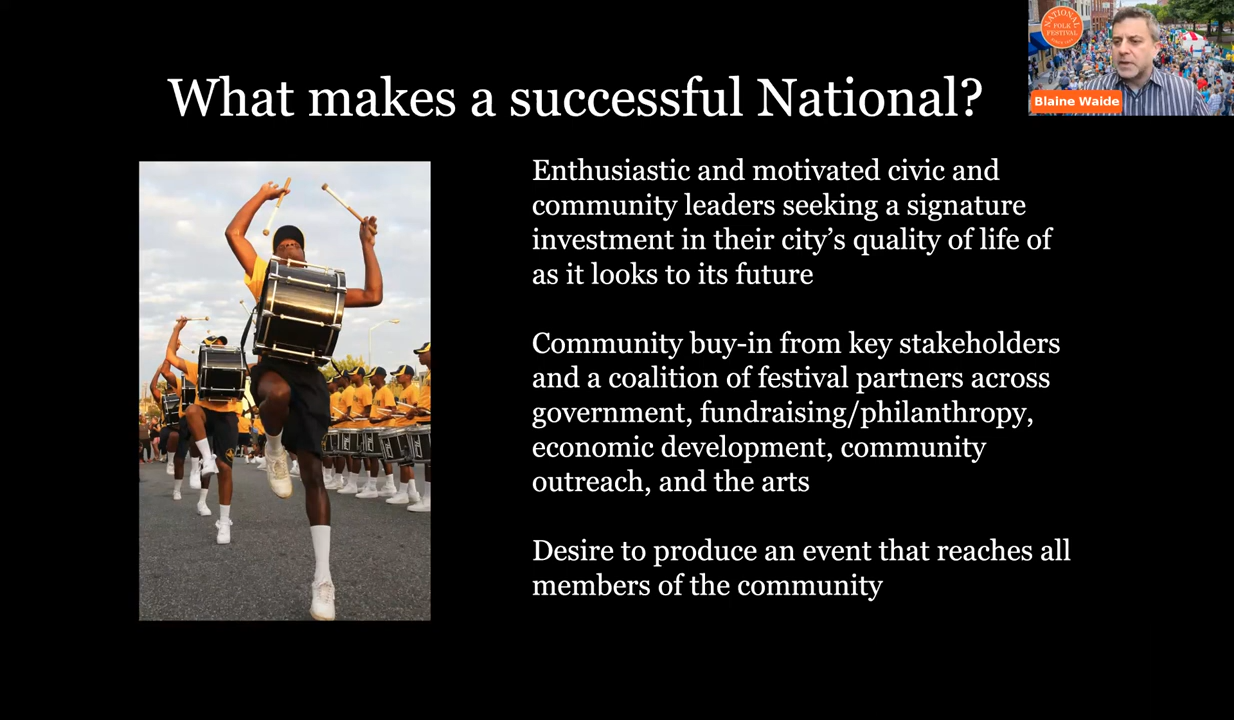 What makes a successful National?
NATIONAL
FOLK
FESTIVAL
Blaine Waide
Enthusiastic and motivated civic and
community leaders seeking a signature
investment in their city’s quality of life of
as it looks to its future
Community buy-in from key stakeholders
and a coalition of festival partners across
government, fundraising/philanthropy,
economic development, community
outreach, and the arts
Desire to produce an event that reaches all
members of the community